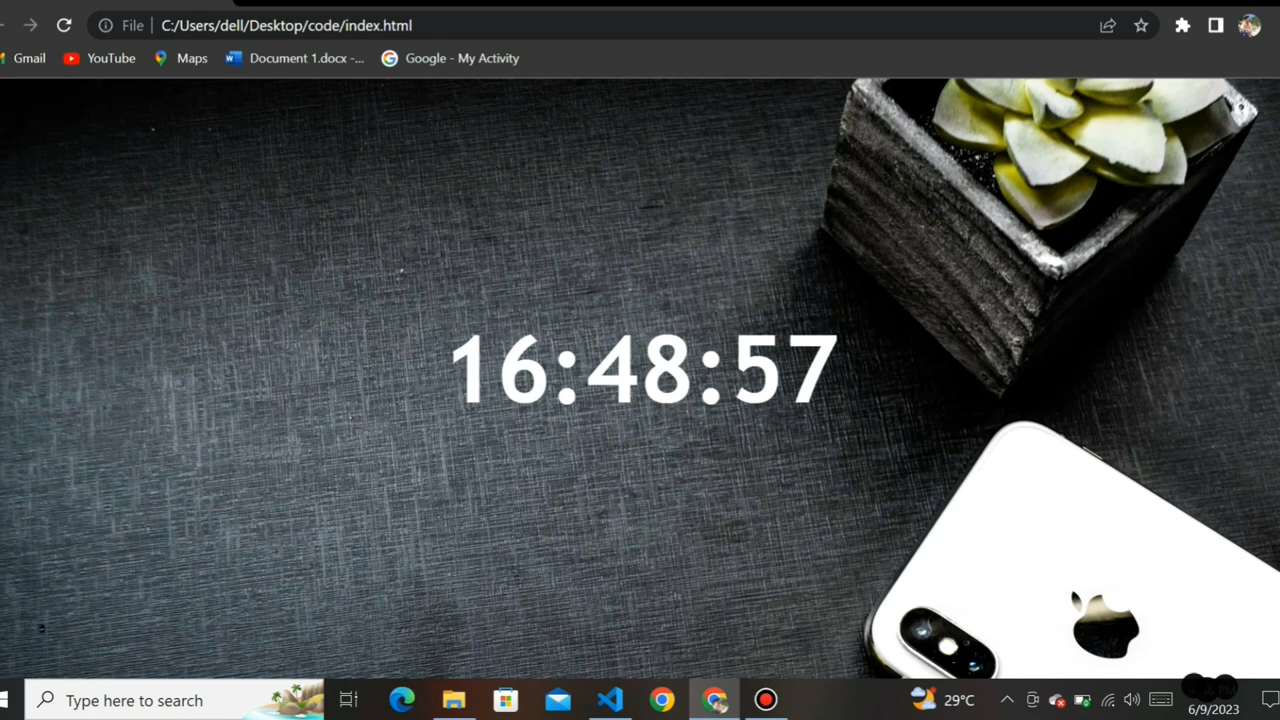 File
C:/Users/dell/Desktop/code/index.html
Gmail
YouTube
Maps
Document 1.docx -...
Google - My Activity
16:48:57
Type here to search
29°C
6/9/2023